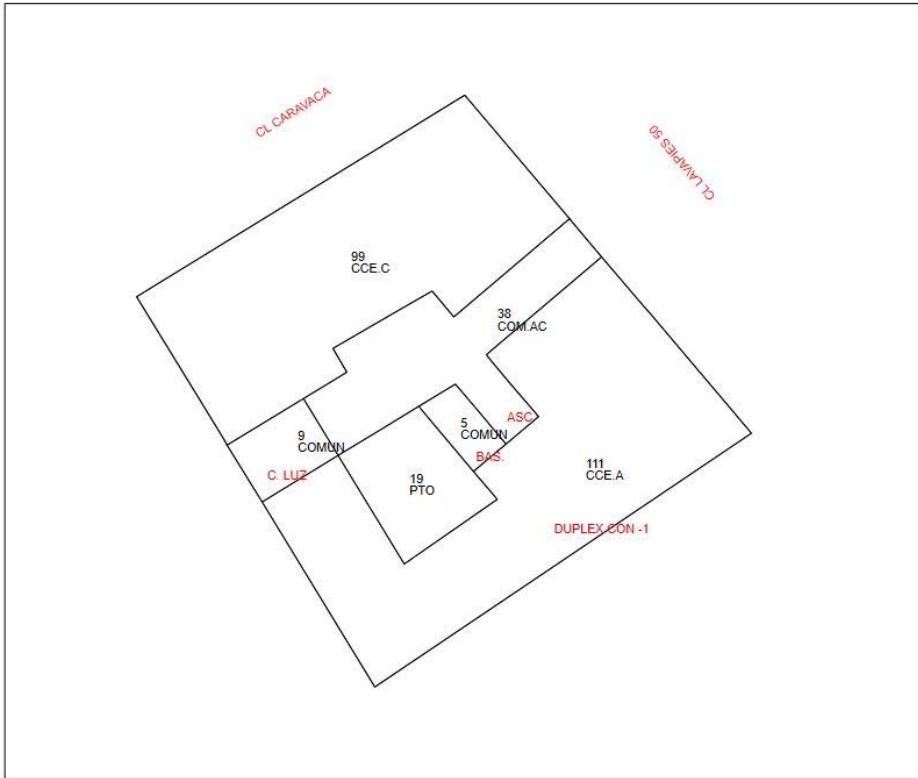 CL CARAVACA
CL LAVAPIES 50
99
CCE.C
38
COM.AC
ASC.
5
COMUN
BAS.
9
COMUN
C. LUZ
19
PTO
111
CCE.A
DUPLEX CON -1